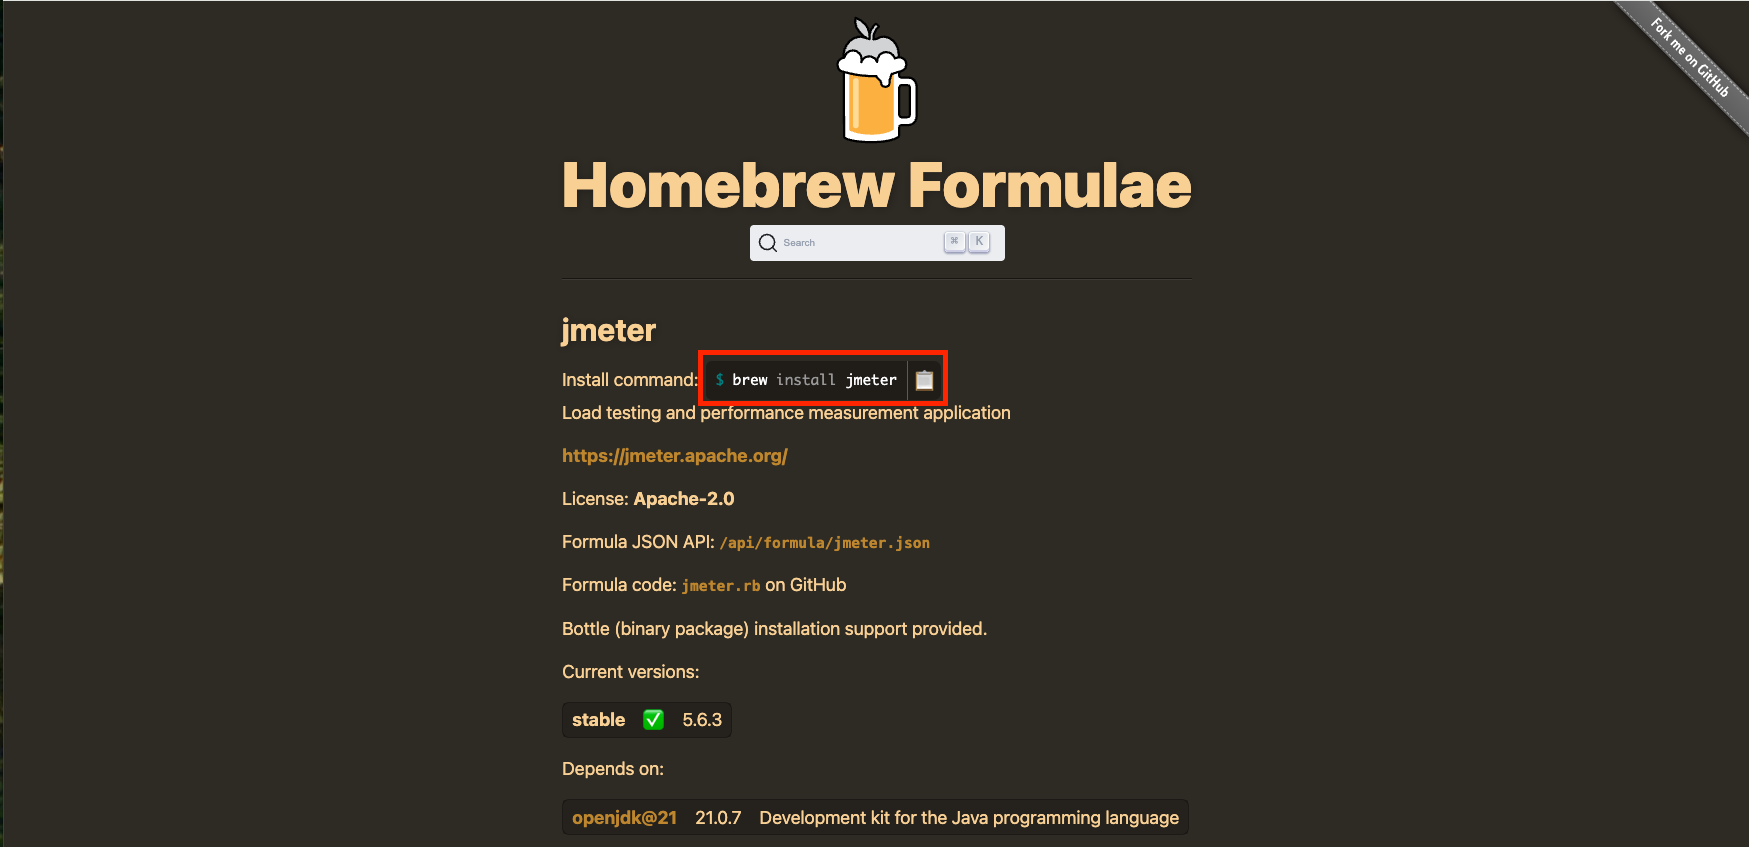 Fork me on GitHub
Homebrew Formulae
Search ⌘ K
jmeter
Install command: $ brew install jmeter
Load testing and performance measurement application
https://jmeter.apache.org/
License: Apache-2.0
Formula JSON API: /api/formula/jmeter.json
Formula code: jmeter.rb on GitHub
Bottle (binary package) installation support provided.
Current versions:
stable ✅ 5.6.3
Depends on:
openjdk@21 21.0.7 Development kit for the Java programming language